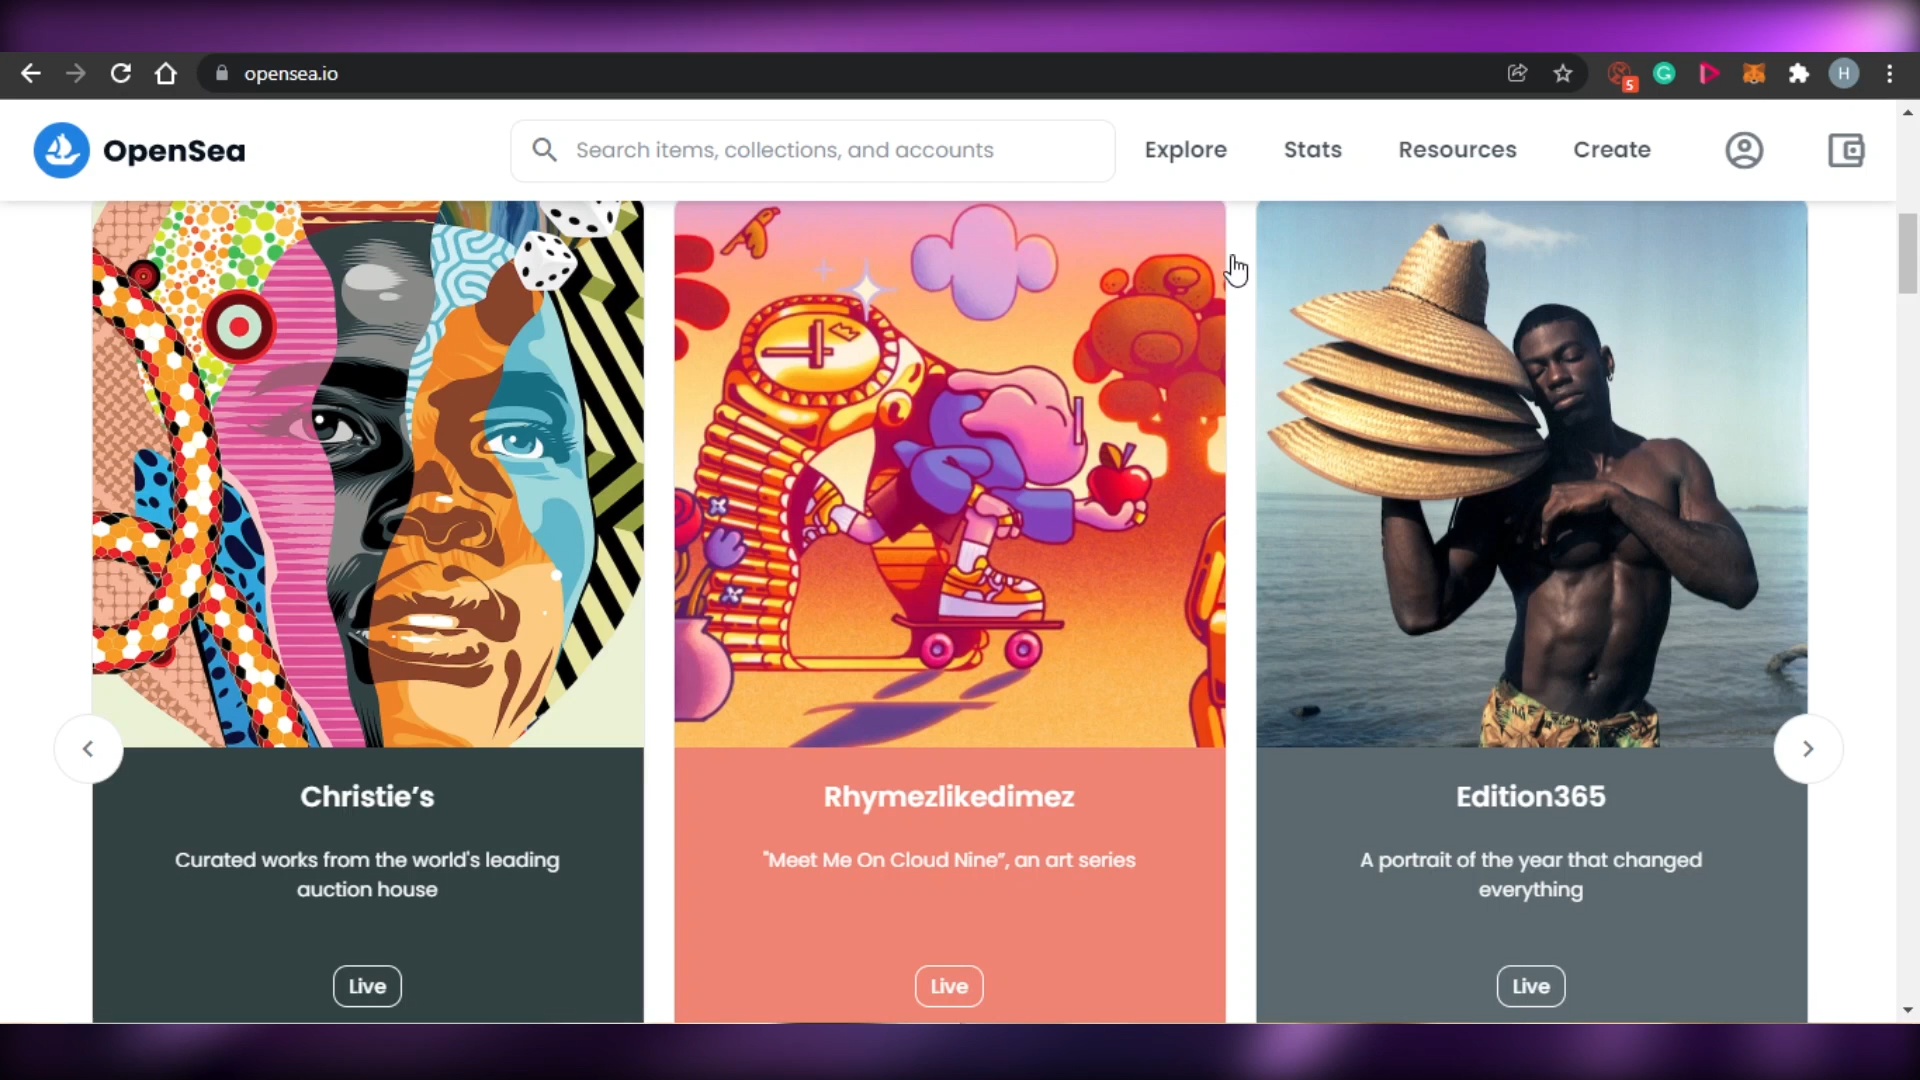 opensea.io
5
H
OpenSea
Search items, collections, and accounts
Explore
Stats
Resources
Create
Christie's
Curated works from the world's leading
auction house
Live
Rhymezlikedimez
"Meet Me On Cloud Nine”, an art series
Live
Edition365
A portrait of the year that changed
everything
Live